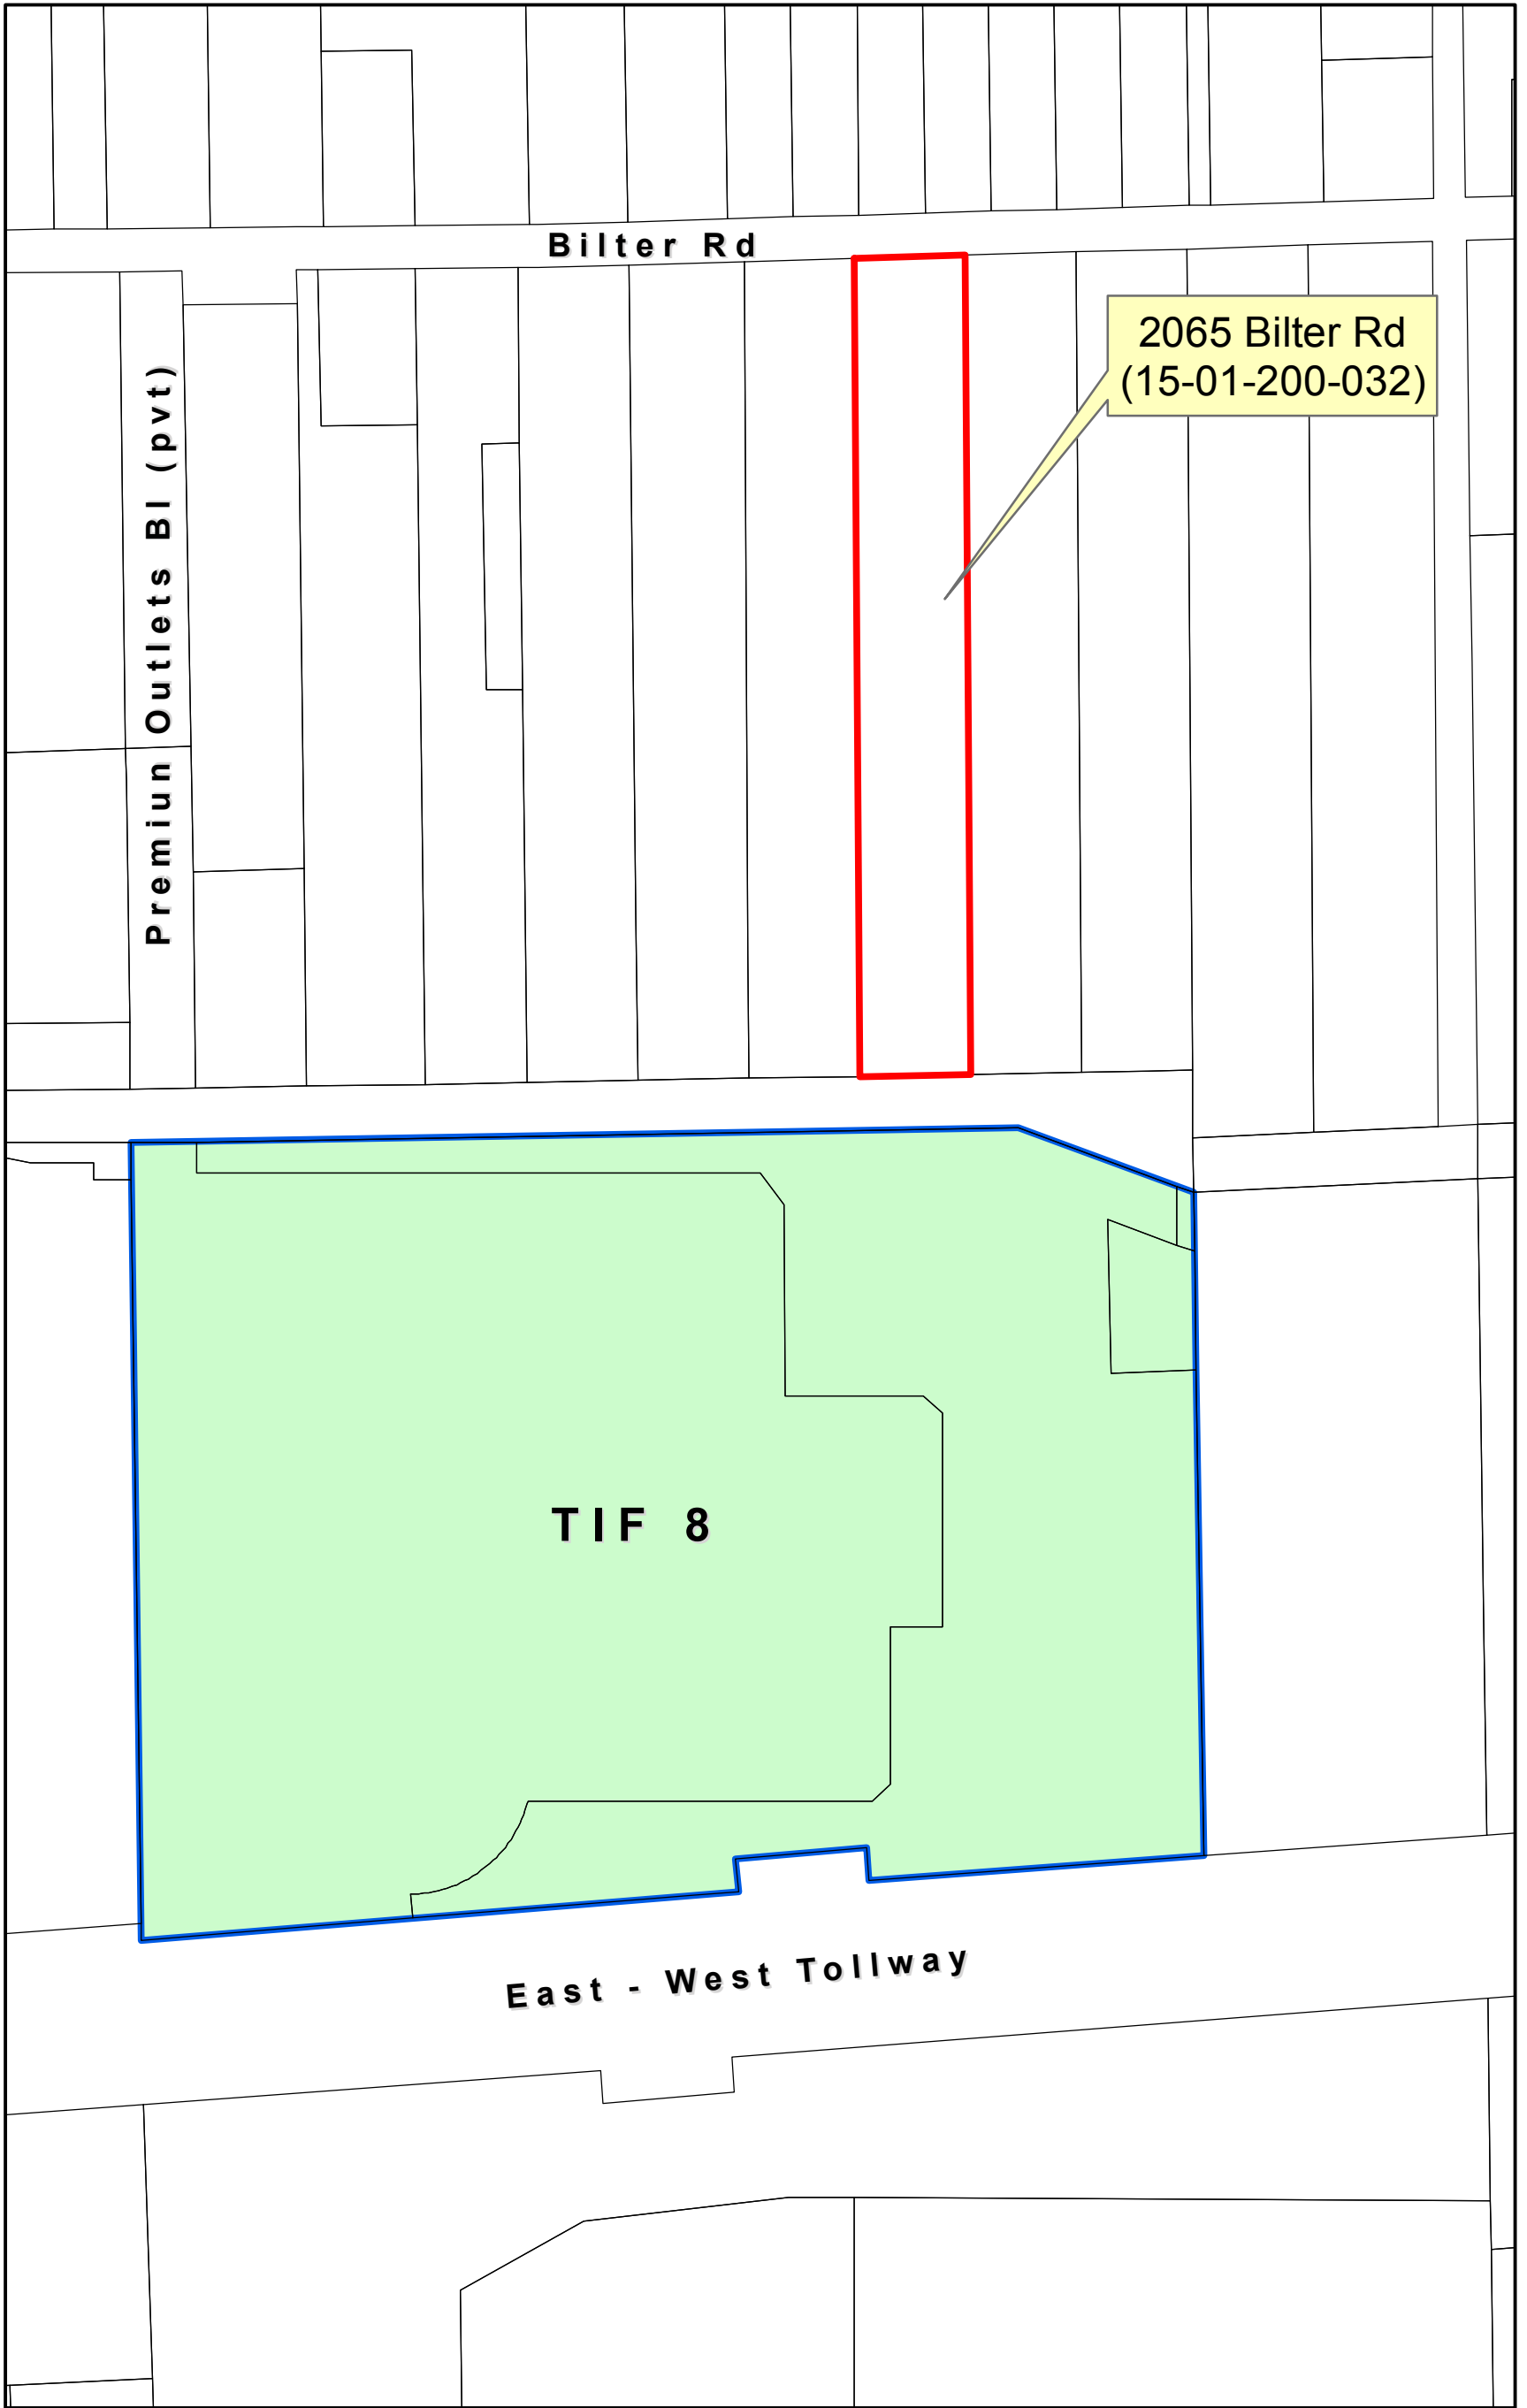 Bilter Rd
2065 Bilter Rd
(15-01-200-032)
Premiun Outlets Bl (pvt)
TIF 8
East - West Tollway